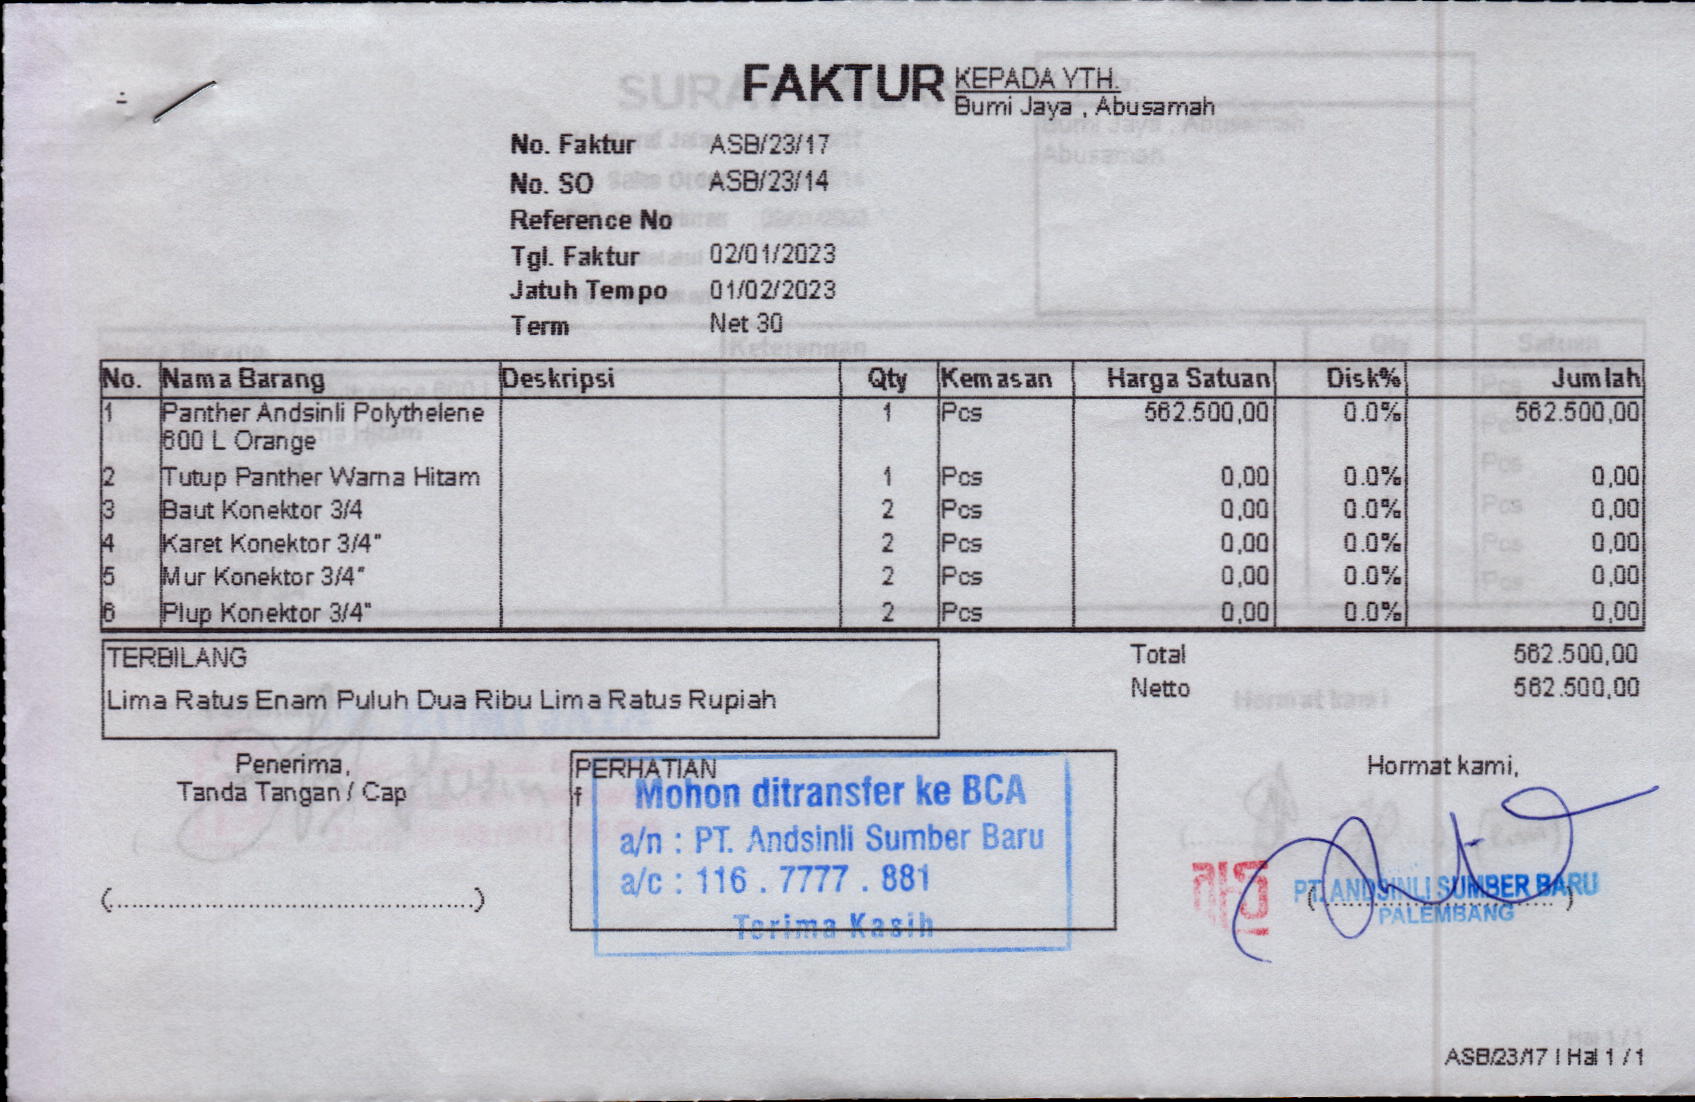 FAKTUR
KEPADA YTH.
Bumi Jaya , Abusamah
No. Faktur ASB/23/17
No. SO ASB/23/14
Reference No
Tgl. Faktur 02/01/2023
Jatuh Tempo 01/02/2023
Term Net 30
No. Nama Barang Deskripsi Qty Kemasan Harga Satuan Disk% Jumlah
1 Panther Andsinli Polythelene 1 Pcs 562.500,00 0.0% 562.500,00
600 L Orange
2 Tutup Panther Warna Hitam 1 Pcs 0,00 0.0% 0,00
3 Baut Konektor 3/4 2 Pcs 0,00 0.0% 0,00
4 Karet Konektor 3/4" 2 Pcs 0,00 0.0% 0,00
5 Mur Konektor 3/4" 2 Pcs 0,00 0.0% 0,00
6 Plup Konektor 3/4" 2 Pcs 0,00 0.0% 0,00
TERBILANG
Lima Ratus Enam Puluh Dua Ribu Lima Ratus Rupiah
Total 562.500,00
Netto 562.500,00
Penerima,
Tanda Tangan / Cap
(................................................)
PERHATIAN
f
Mohon ditransfer ke BCA
a/n : PT. Andsinli Sumber Baru
a/c : 116 . 7777 . 881
Terima Kasih
Hormat kami,
PT. ANDSINLI SUMBER BARU
PALEMBANG
ASB/23/17 | Hal 1 / 1